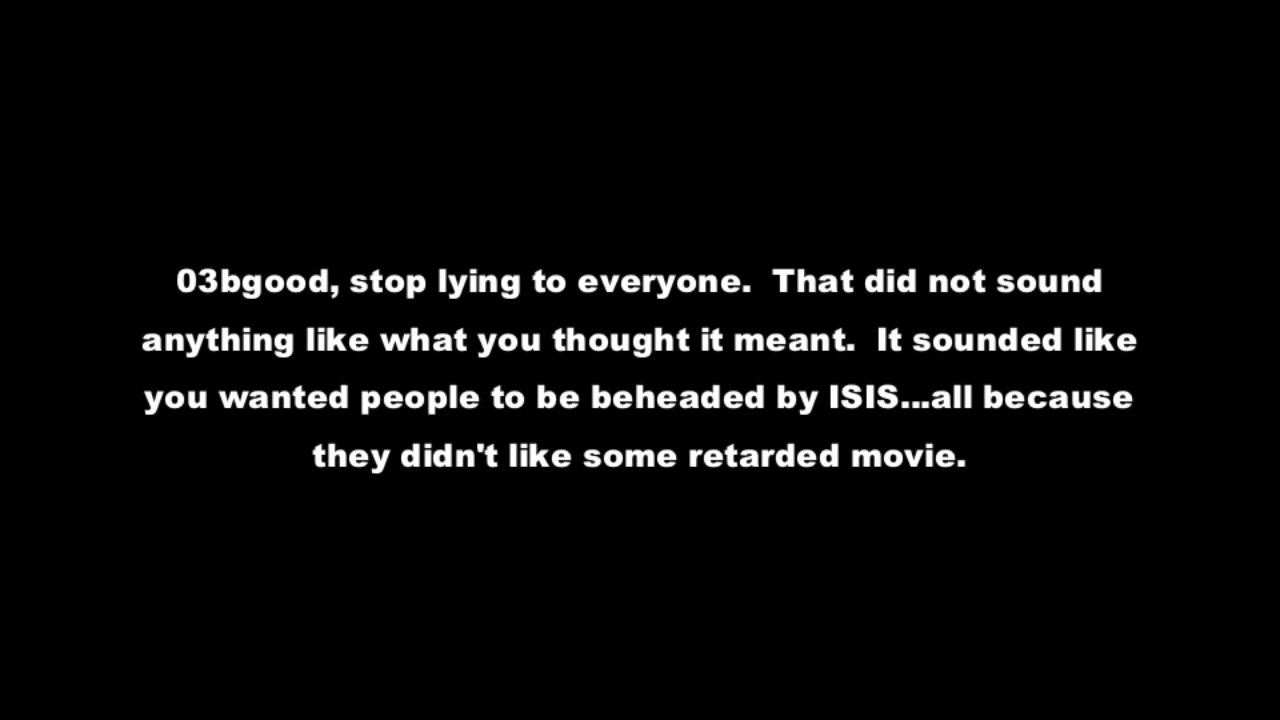 03bgood, stop lying to everyone.  That did not sound
anything like what you thought it meant.  It sounded like
you wanted people to be beheaded by ISIS...all because
they didn't like some retarded movie.